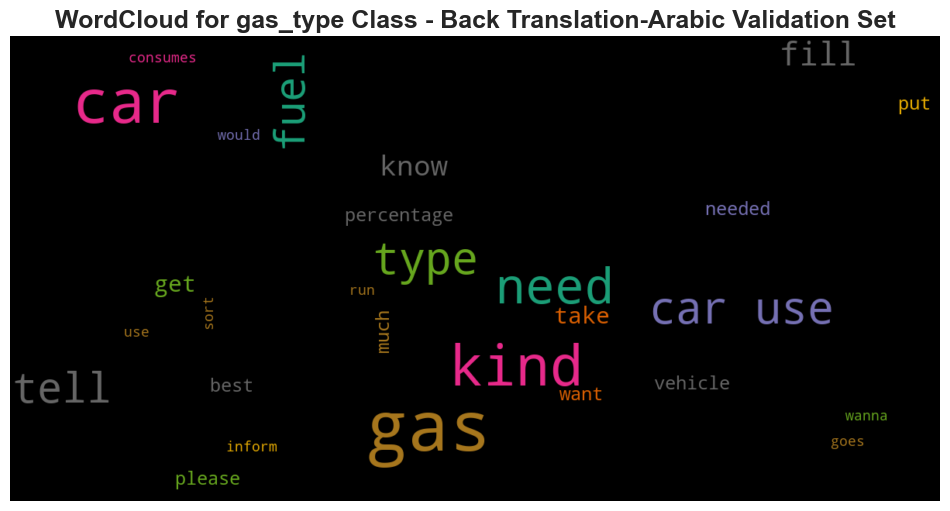 WordCloud for gas_type Class - Back Translation-Arabic Validation Set
consumes
fill
car
fuel
put
would
know
needed
percentage
type
need
get
run
sort
car use
take
use
much
kind
tell
best
vehicle
want
gas
wanna
goes
inform
please